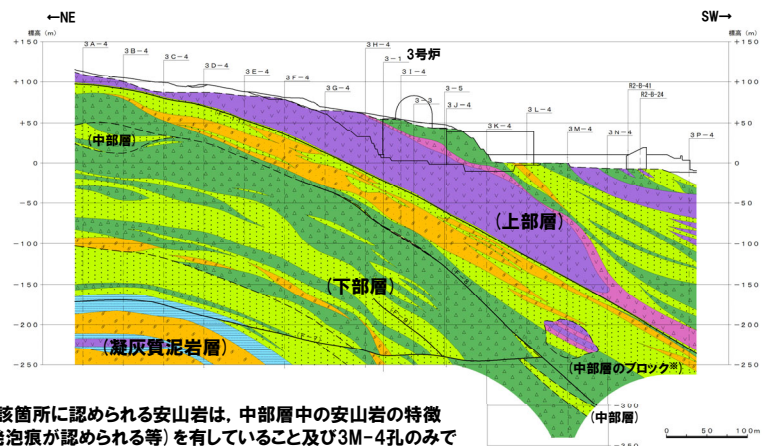 ←NE
SW→
標高(m)
標高(m)
3号炉
3A-4
3B-4
3C-4
3D-4
3E-4
3F-4
3G-4
3H-4
3-1
3I-4
3-3
3-5
3J-4
3K-4
3L-4
3M-4
3N-4
R2-B-41
R2-6-24
3P-4
+150
+100
+50
0
-50
-100
-150
-200
-250
+150
+100
+50
0
-50
-100
-150
-200
-250
-300
-350
(中部層)
(上部層)
(下部層)
(凝灰質泥岩層)
(中部層のブロック※)
(中部層)
0 50 100m
該箇所に認められる安山岩は,中部層中の安山岩の特徴
発泡痕が認められる等)を有していること及び3M-4孔のみで